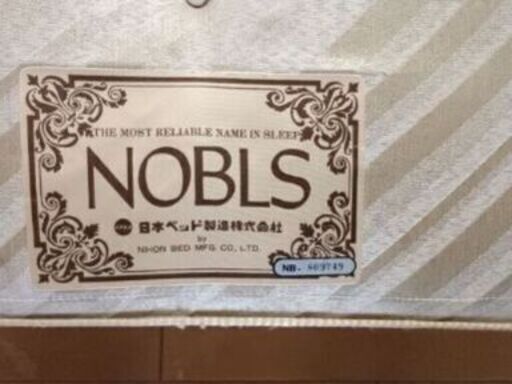 THE MOST RELIABLE NAME IN SLEEP
NOBLS
日本ベッド製造株式会社
by
NIHON BED MFG. CO., LTD.
NB. 809749